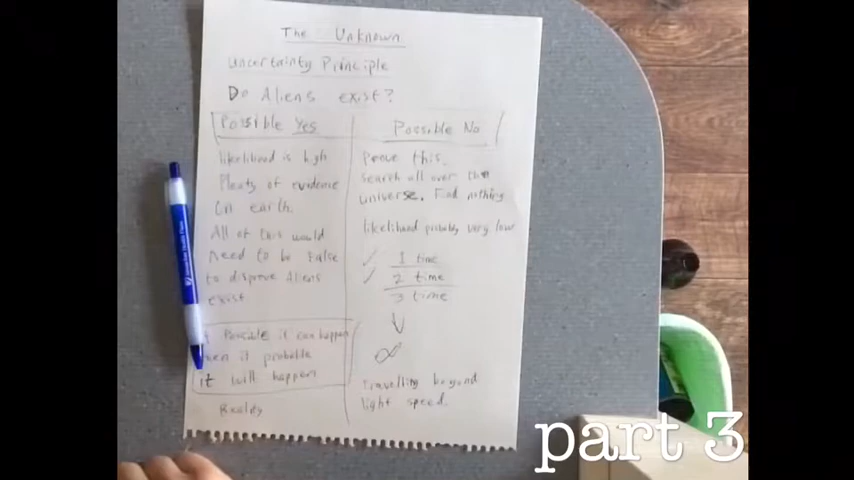 The Unknown
Uncertainty Principle
Do Aliens exist?
Possible Yes
likelihood is high
Plenty of evidence
On earth.
All of this would
need to be False
to disprove Aliens
exist
Possible it can happen
it probable
it will happen
Reality
Possible No
Prove this.
Search all over the
universe. Find nothing
likelihood probably very low
✓ 1 time
✓ 2 time
3 time
↓
∞
Travelling beyond
light speed.
part 3